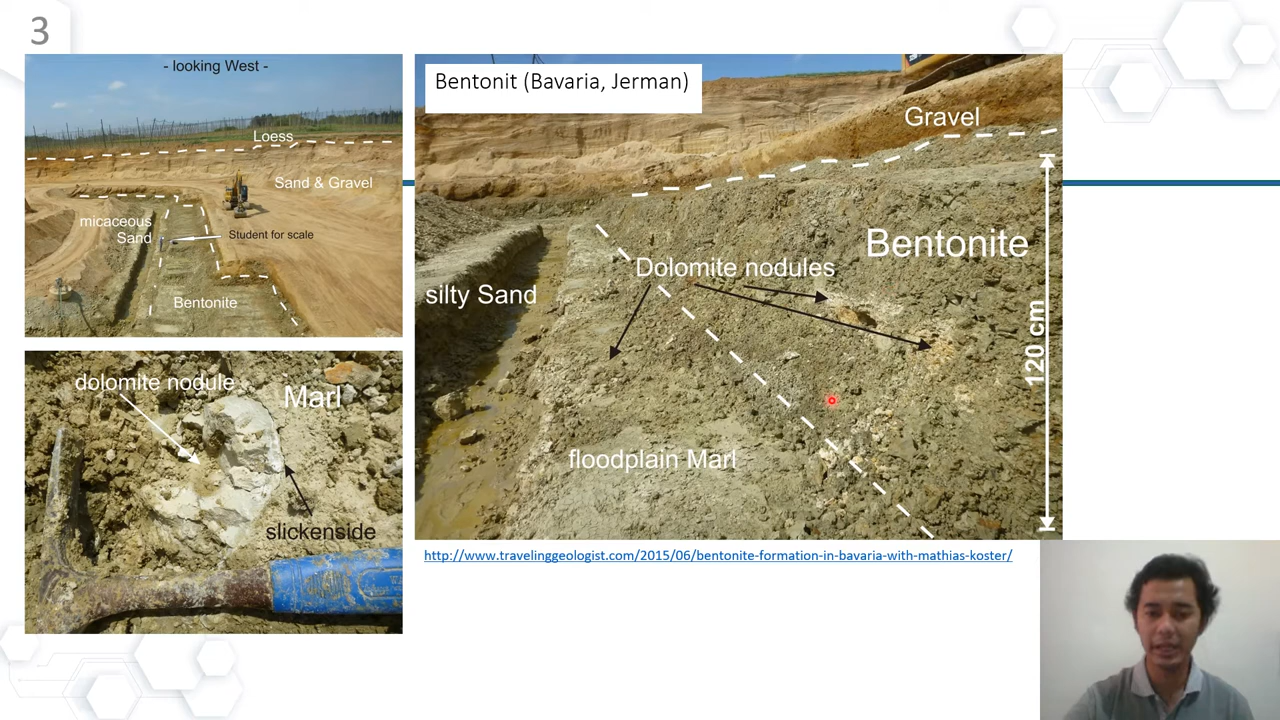 3
- looking West -
Loess
Sand & Gravel
micaceous
Sand
Student for scale
Bentonite
dolomite nodule
Marl
slickenside
Bentonit (Bavaria, Jerman)
Gravel
Bentonite
Dolomite nodules
silty Sand
120 cm
floodplain Marl
http://www.travelinggeologist.com/2015/06/bentonite-formation-in-bavaria-with-mathias-koster/